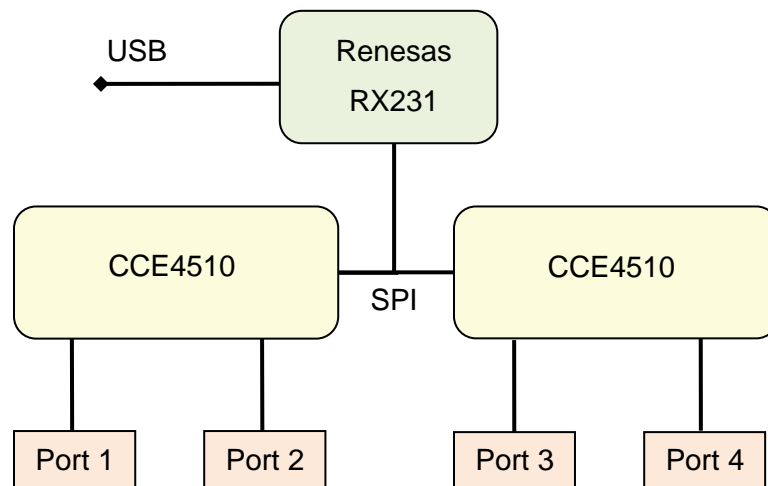 USB
Renesas
RX231
CCE4510
CCE4510
SPI
Port 1
Port 2
Port 3
Port 4